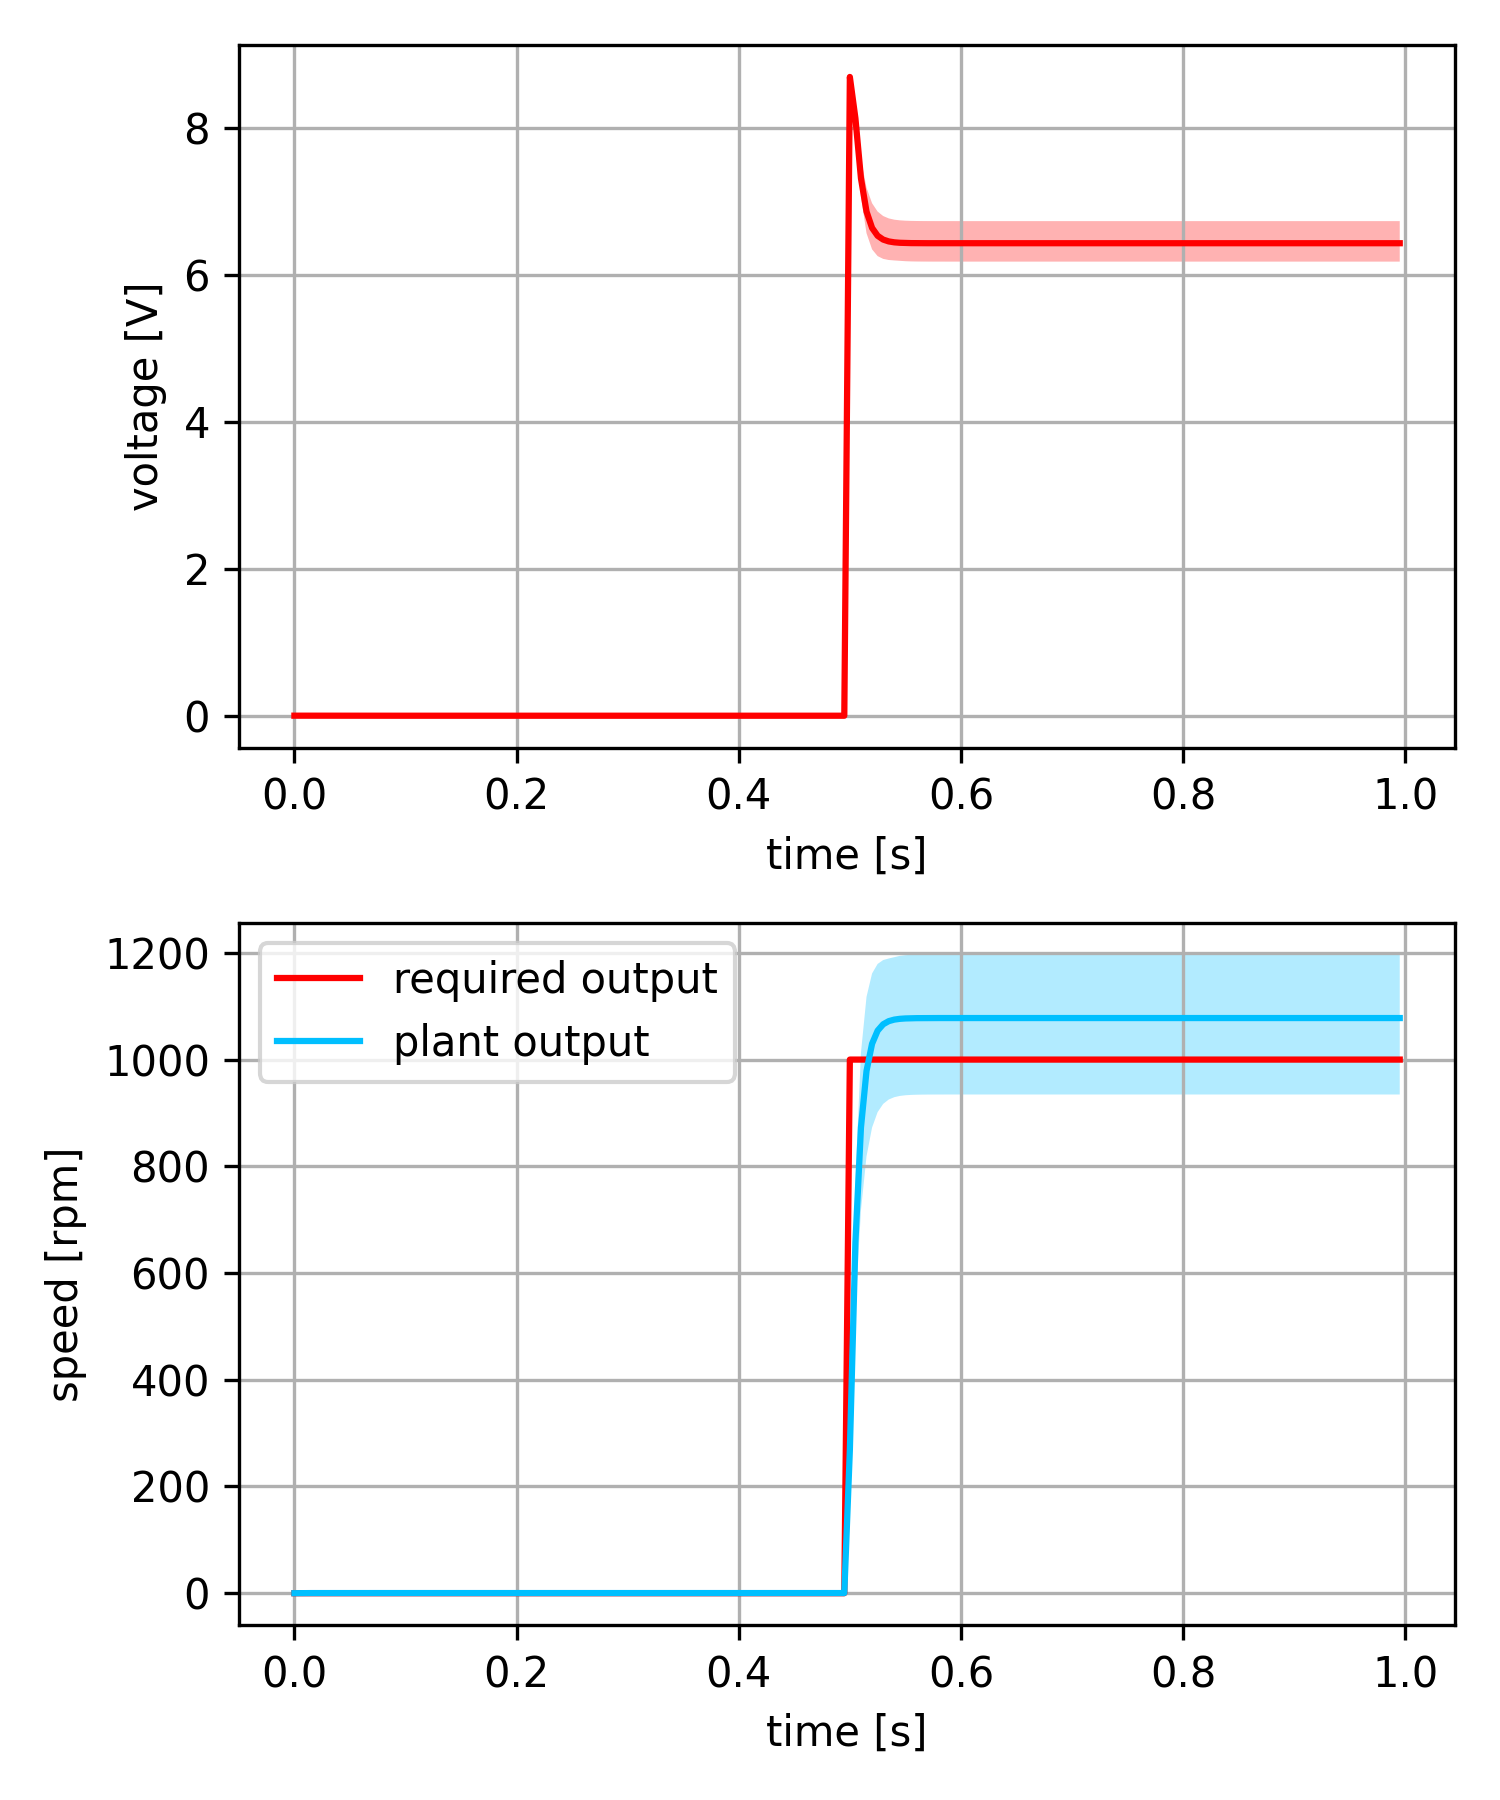 8
6
4
2
0
voltage [V]
0.0 0.2 0.4 0.6 0.8 1.0
time [s]
required output
plant output
1200
1000
800
600
400
200
0
speed [rpm]
0.0 0.2 0.4 0.6 0.8 1.0
time [s]